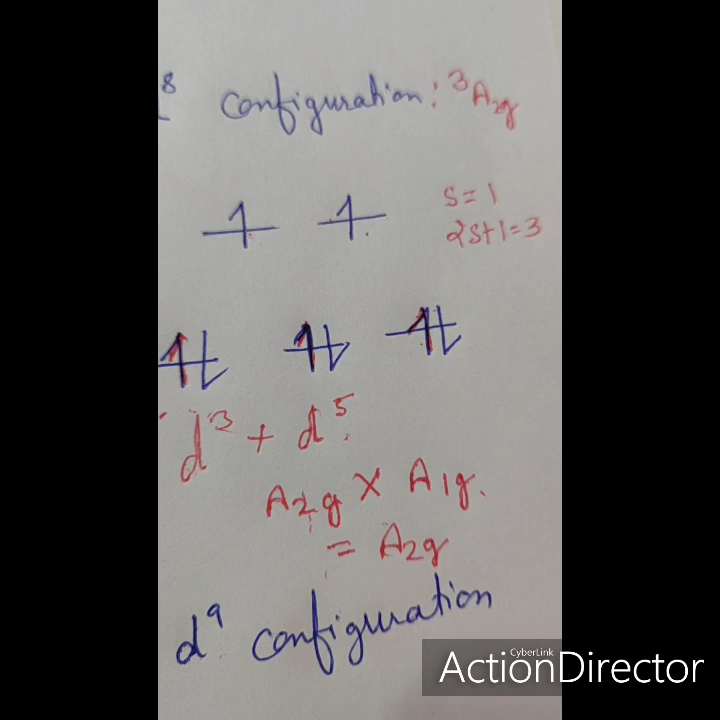 8 configuration: ³A₂g
S = 1
2S+1=3
d³ + d⁵
A₂g × A₁g.
= A₂g
d⁹ configuration
CyberLink
ActionDirector